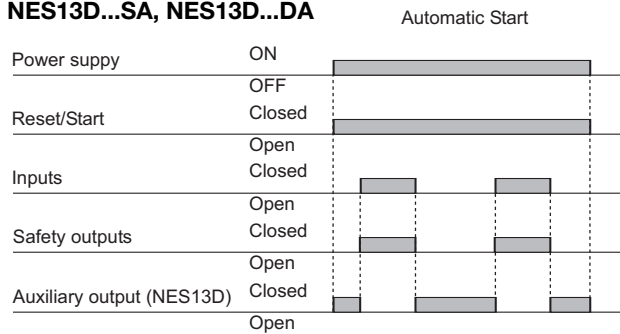 NES13D...SA, NES13D...DA
Automatic Start
Power suppy
ON
OFF
Reset/Start
Closed
Open
Inputs
Closed
Open
Safety outputs
Closed
Open
Auxiliary output (NES13D)
Closed
Open